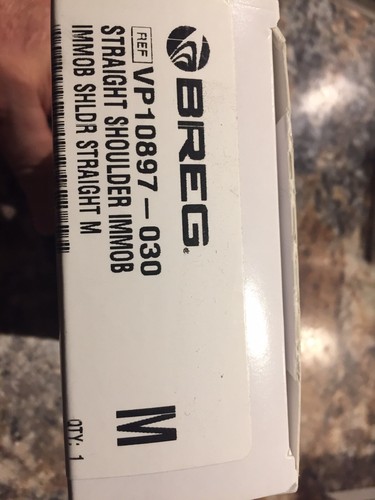 BREG®
REF VP10897-030
STRAIGHT SHOULDER IMMOB
IMMOB SHLDR STRAIGHT M
M
QTY. 1